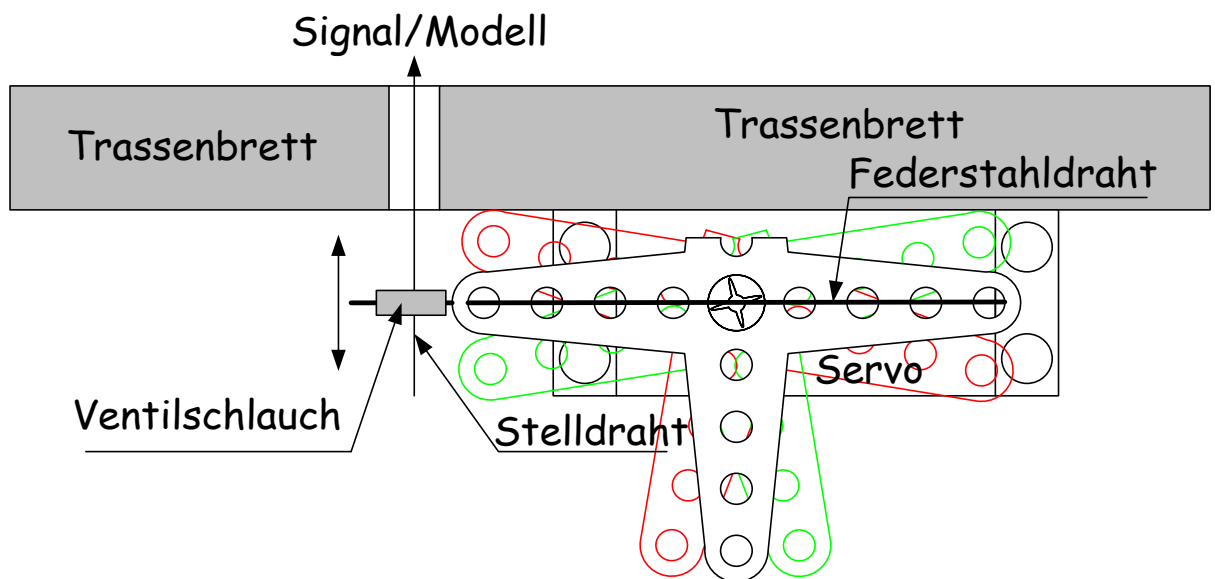 Signal/Modell
Trassenbrett
Trassenbrett
Federstahldraht
Servo
Ventilschlauch
Stelldraht